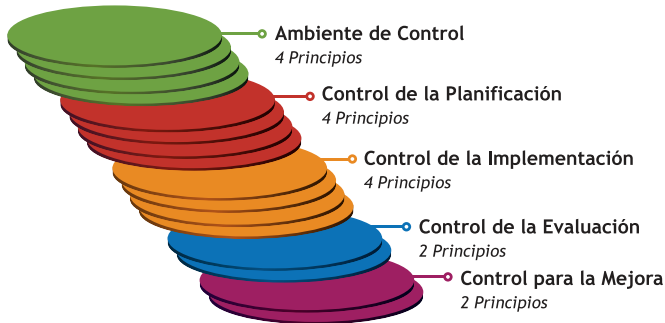 Ambiente de Control
4 Principios
Control de la Planificación
4 Principios
Control de la Implementación
4 Principios
Control de la Evaluación
2 Principios
Control para la Mejora
2 Principios